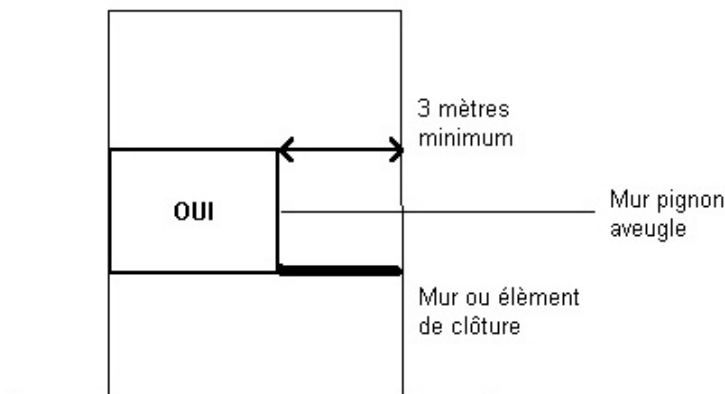 3 mètres
minimum
OUI
Mur pignon
aveugle
Mur ou élèment
de clôture